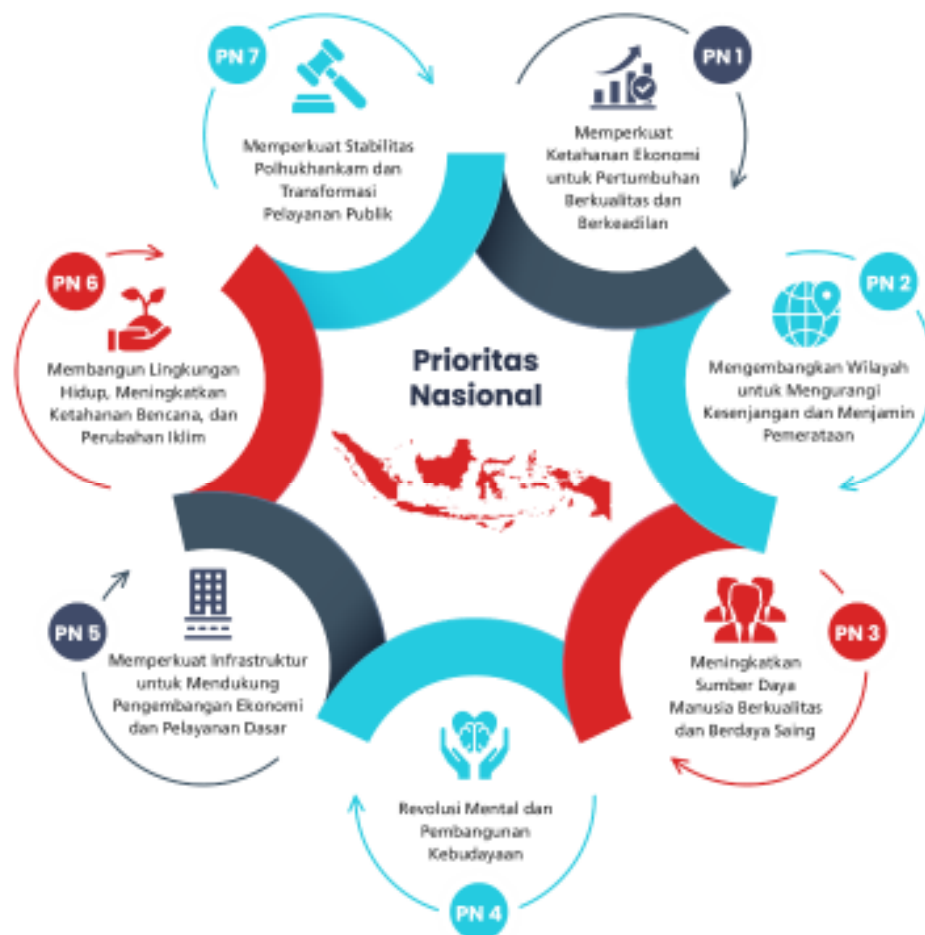 Prioritas
Nasional
PN 1
Memperkuat
Ketahanan Ekonomi
untuk Pertumbuhan
Berkualitas dan
Berkeadilan
PN 2
Mengembangkan Wilayah
untuk Mengurangi
Kesenjangan dan Menjamin
Pemerataan
PN 3
Meningkatkan
Sumber Daya
Manusia Berkualitas
dan Berdaya Saing
PN 4
Revolusi Mental dan
Pembangunan
Kebudayaan
PN 5
Memperkuat Infrastruktur
untuk Mendukung
Pengembangan Ekonomi
dan Pelayanan Dasar
PN 6
Membangun Lingkungan
Hidup, Meningkatkan
Ketahanan Bencana, dan
Perubahan Iklim
PN 7
Memperkuat Stabilitas
Polhukhankam dan
Transformasi
Pelayanan Publik